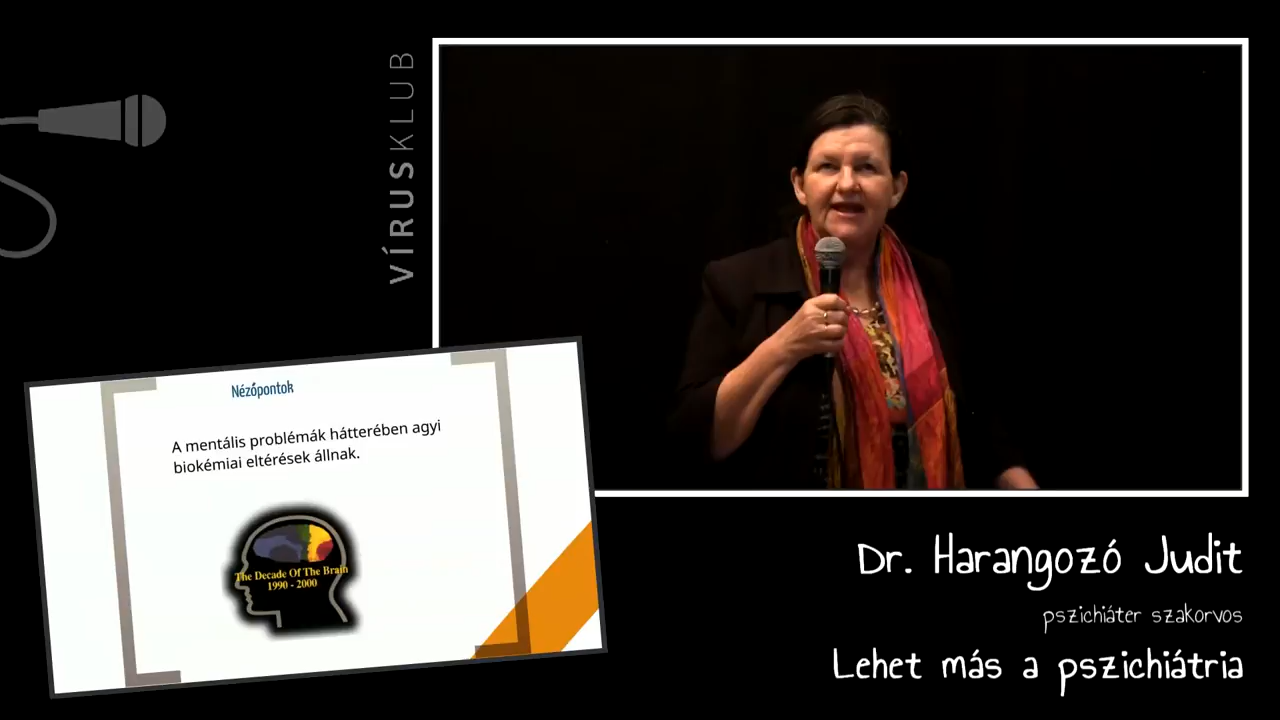 VÍRUSKLUB
Nézőpontok
A mentális problémák hátterében agyi
biokémiai eltérések állnak.
The Decade Of The Brain
1990 - 2000
Dr. Harangozó Judit
pszichiáter szakorvos
Lehet más a pszichiátria